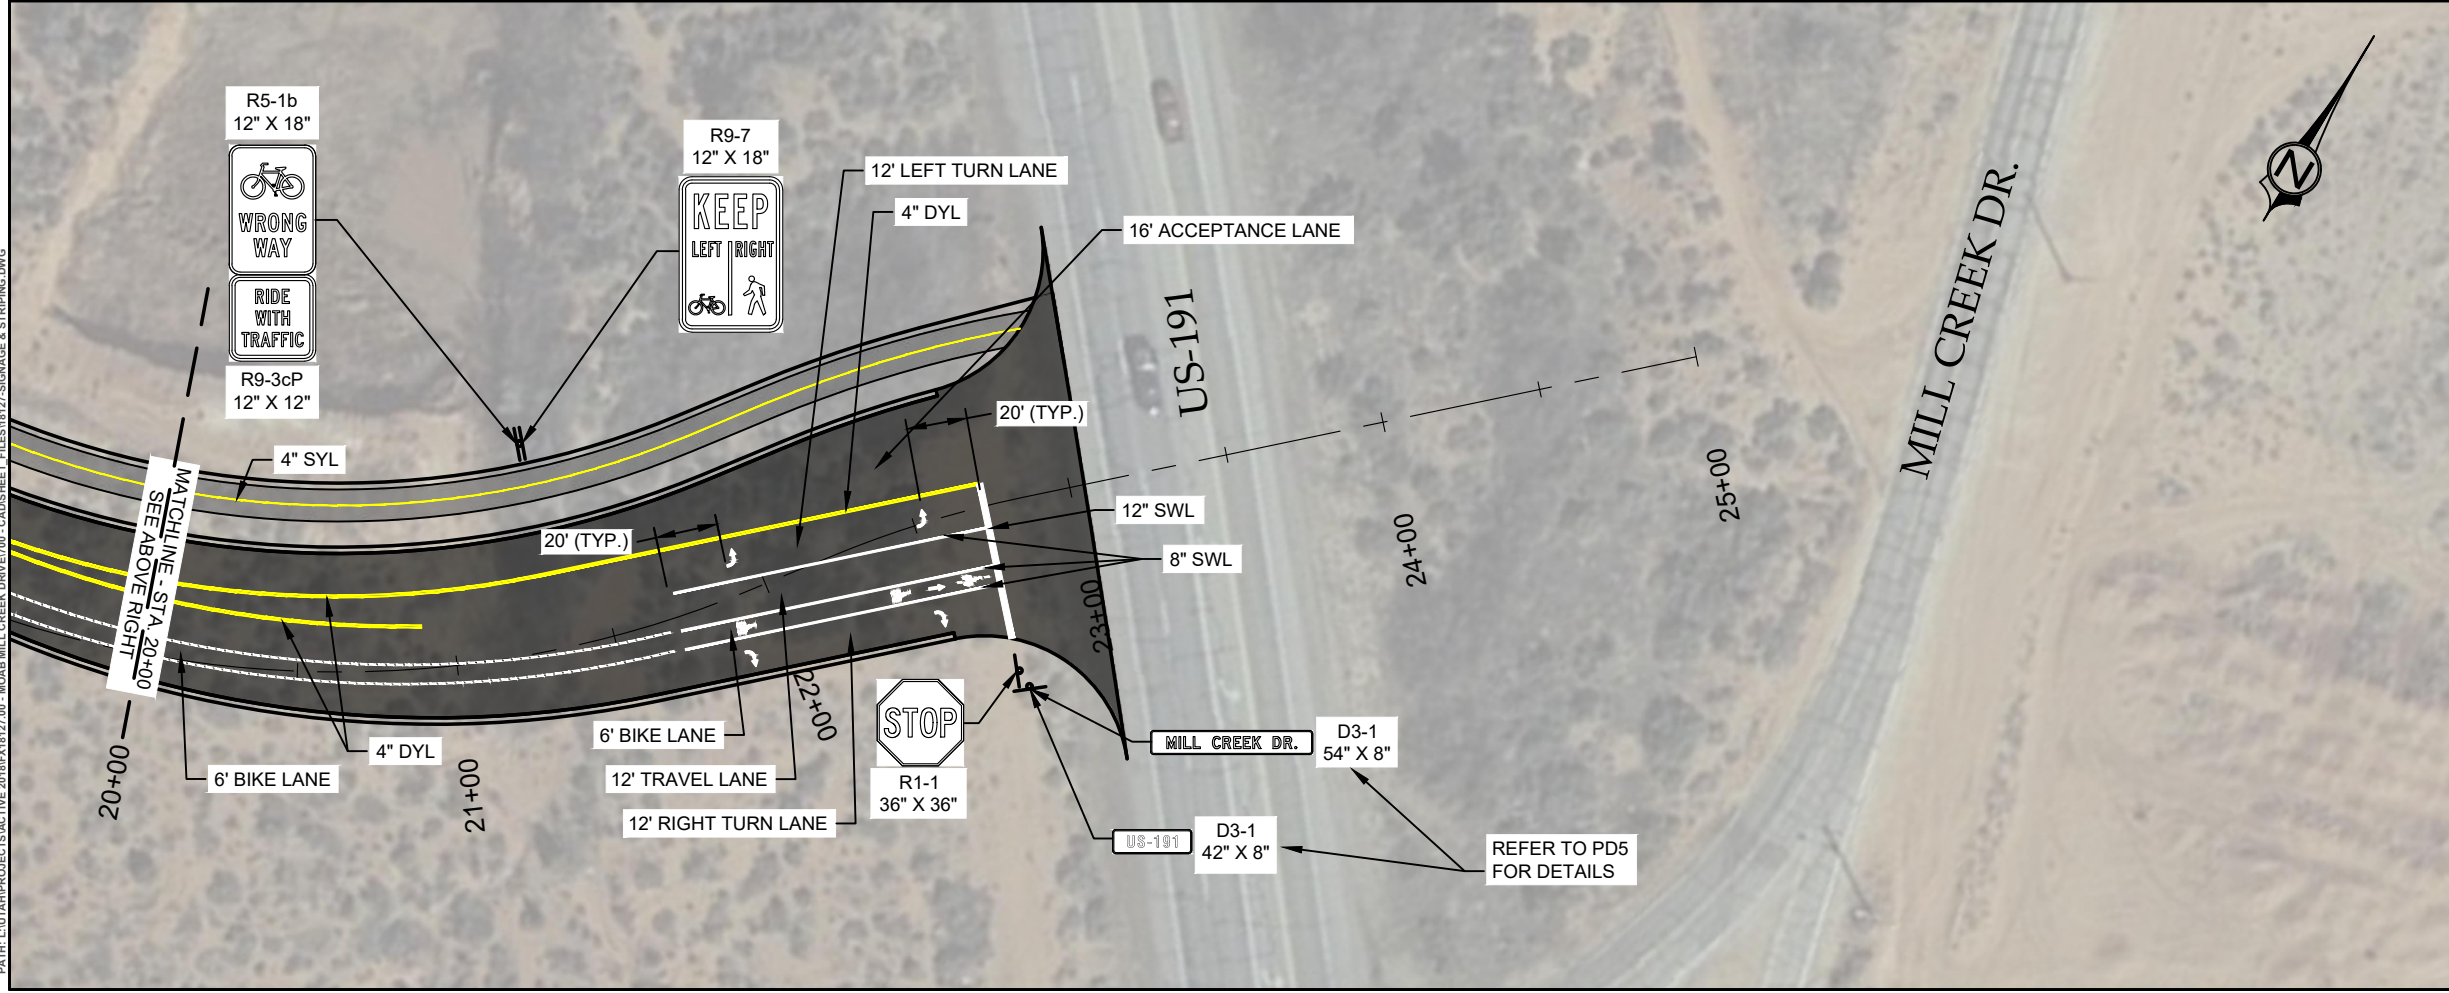 R5-1b
12" X 18"
WRONG
WAY
RIDE
WITH
TRAFFIC
R9-3cP
12" X 12"
R9-7
12" X 18"
KEEP
LEFT RIGHT
12' LEFT TURN LANE
4" DYL
16' ACCEPTANCE LANE
US-191
MILL CREEK DR.
N
20' (TYP.)
4" SYL
MATCHLINE - STA. 20+00
SEE ABOVE RIGHT
20' (TYP.)
12" SWL
8" SWL
20+00
21+00
22+00
23+00
24+00
25+00
4" DYL
6' BIKE LANE
6' BIKE LANE
12' TRAVEL LANE
12' RIGHT TURN LANE
STOP
R1-1
36" X 36"
MILL CREEK DR.
D3-1
54" X 8"
US-191
D3-1
42" X 8"
REFER TO PD5
FOR DETAILS